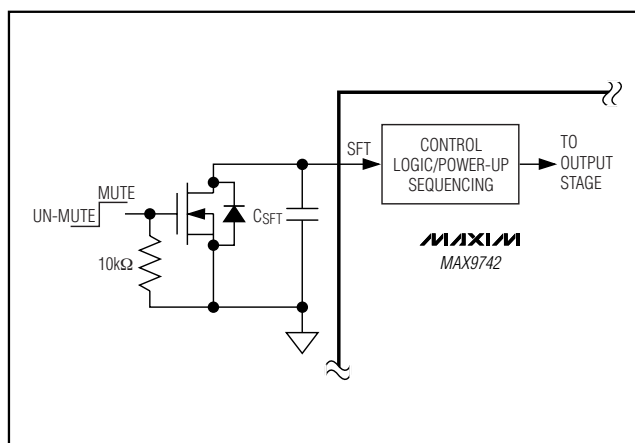 MUTE
UN-MUTE
10kΩ
CSFT
SFT
CONTROL
LOGIC/POWER-UP
SEQUENCING
TO
OUTPUT
STAGE
MAXIM
MAX9742